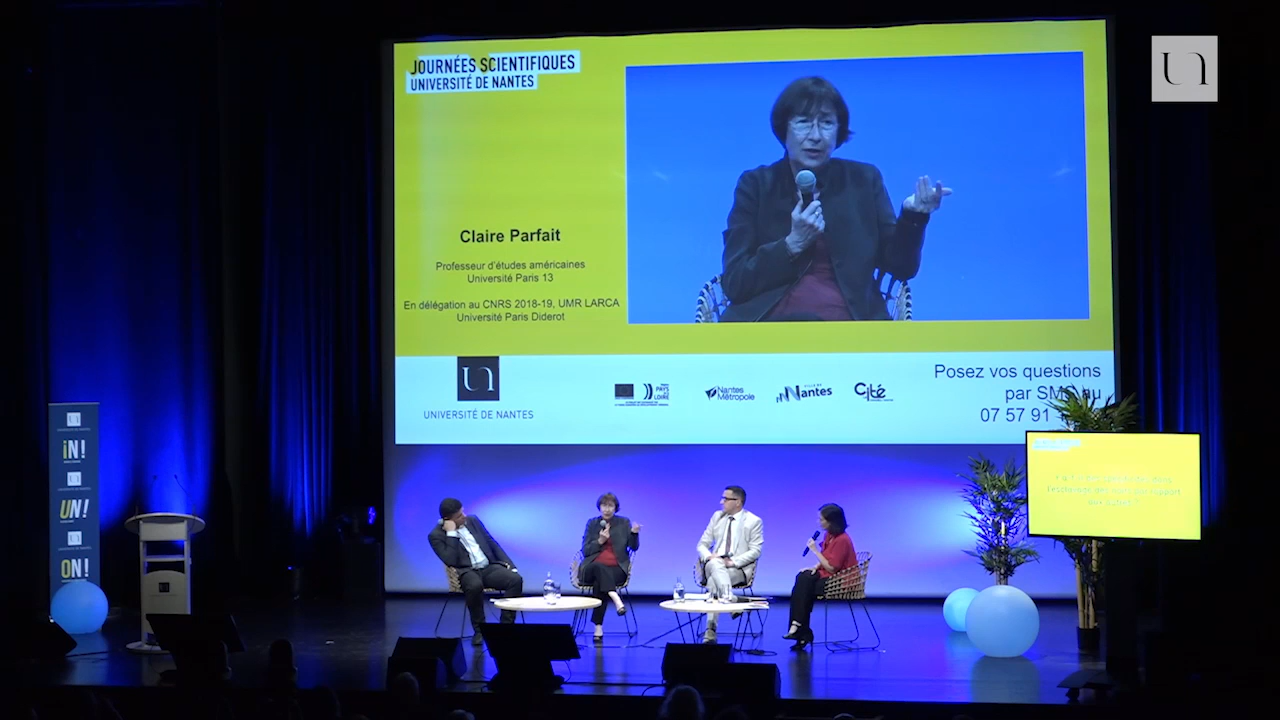 JOURNÉES SCIENTIFIQUES
UNIVERSITÉ DE NANTES
Claire Parfait
Professeur d'études américaines
Université Paris 13
En délégation au CNRS 2018-19, UMR LARCA
Université Paris Diderot
UNIVERSITÉ DE NANTES
PAYS
LOIRE
Nantes
Métropole
Nantes
Cité
Posez vos questions
par SMS au
07 57 91
iN!
UN!
ON!